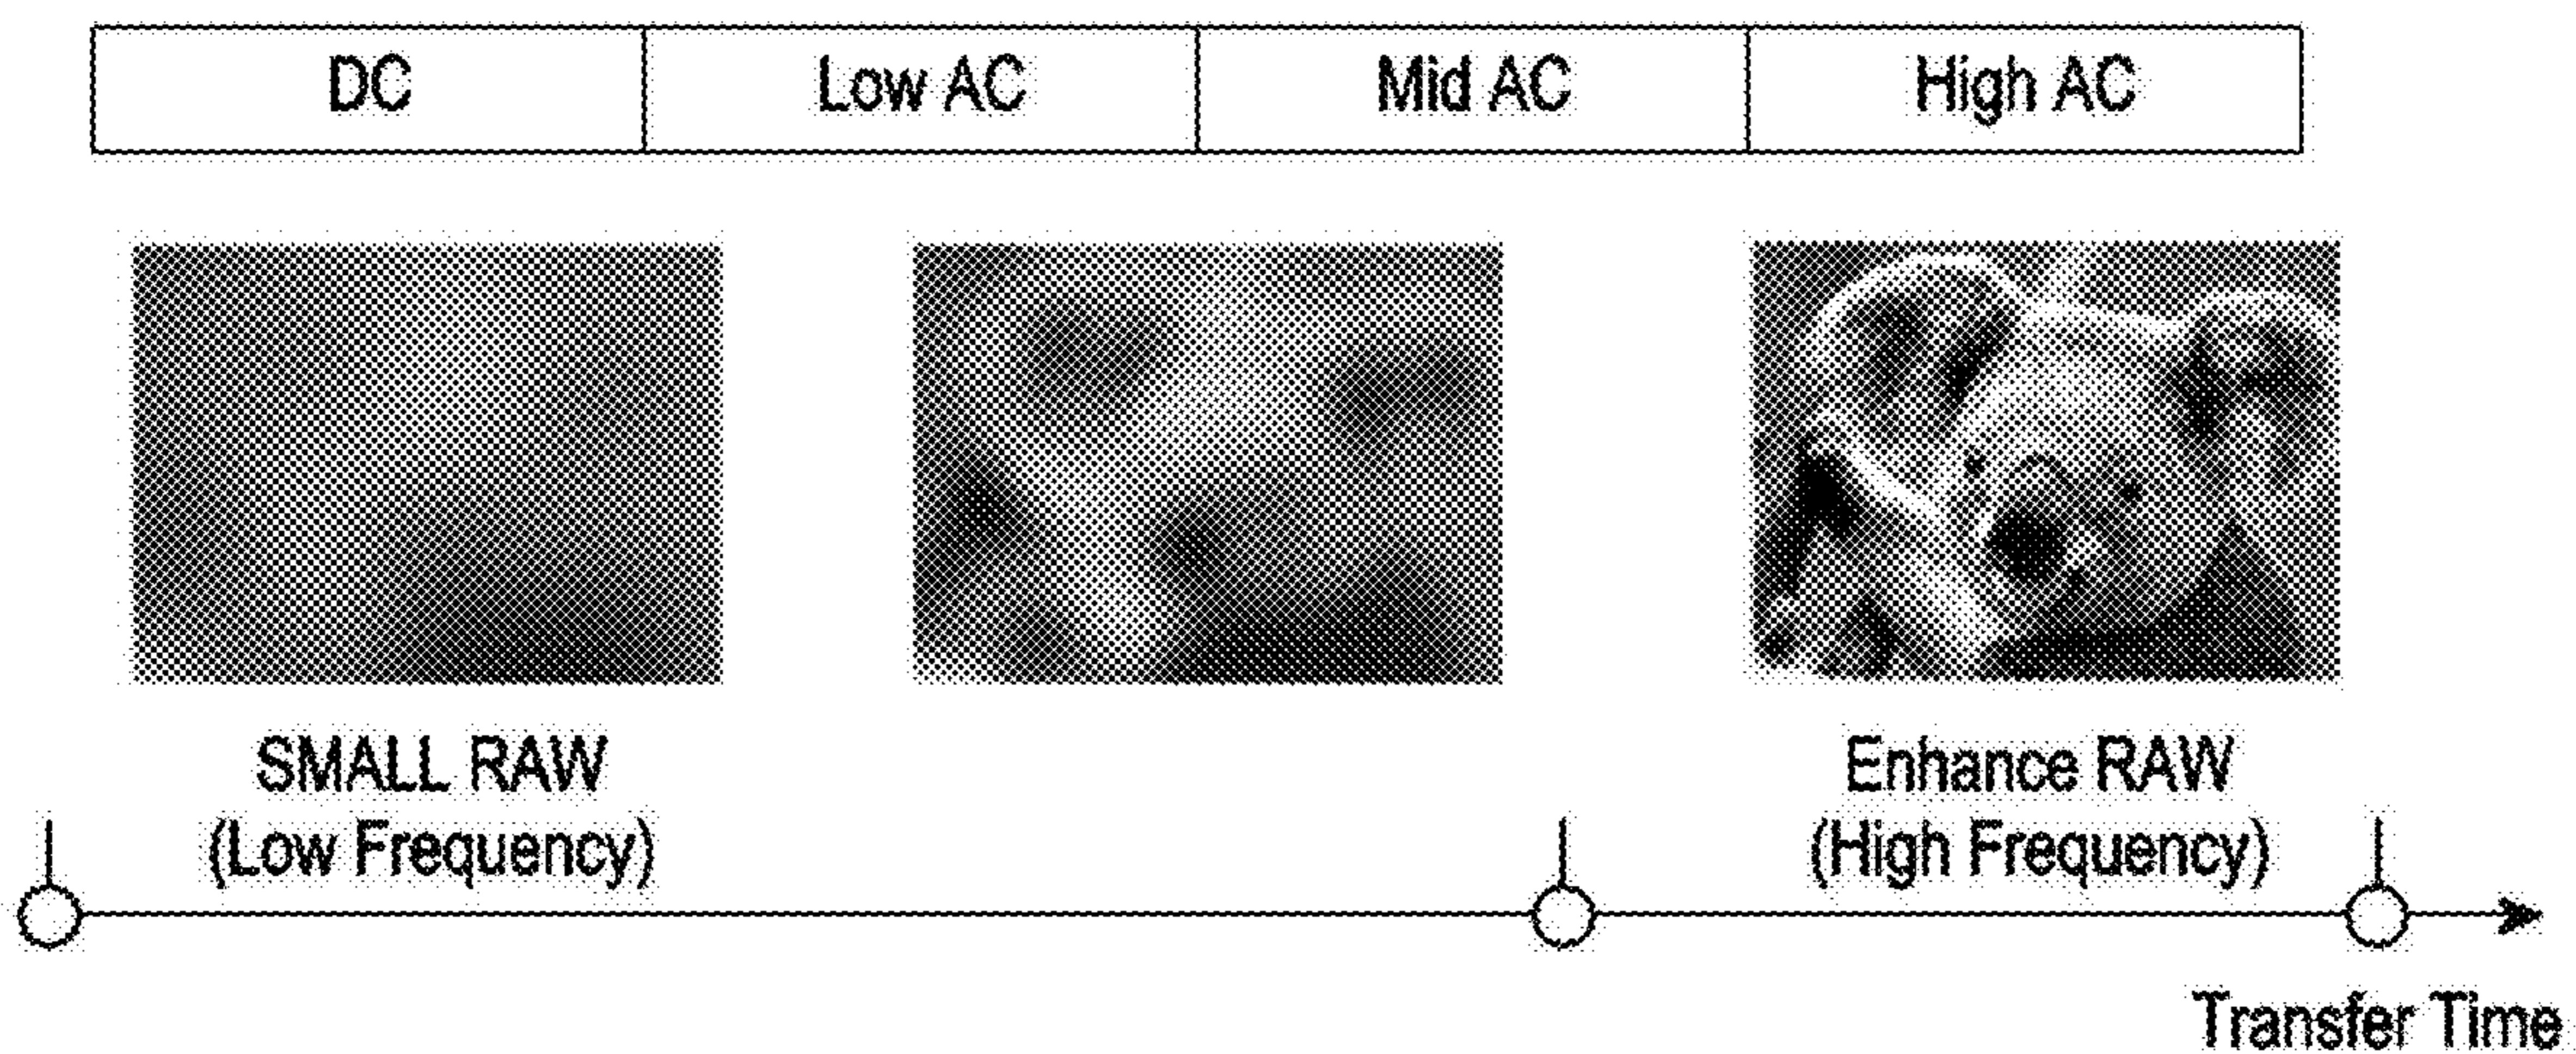 DC
Low AC
Mid AC
High AC
SMALL RAW
(Low Frequency)
Enhance RAW
(High Frequency)
Transfer Time